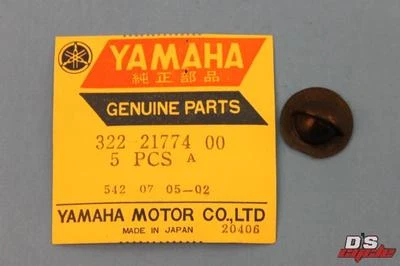 YAMAHA
純正部品
GENUINE PARTS
322 21774 00
5 PCS A
542 07 05-02
YAMAHA MOTOR CO.,LTD
MADE IN JAPAN 20406
D'S
cycle